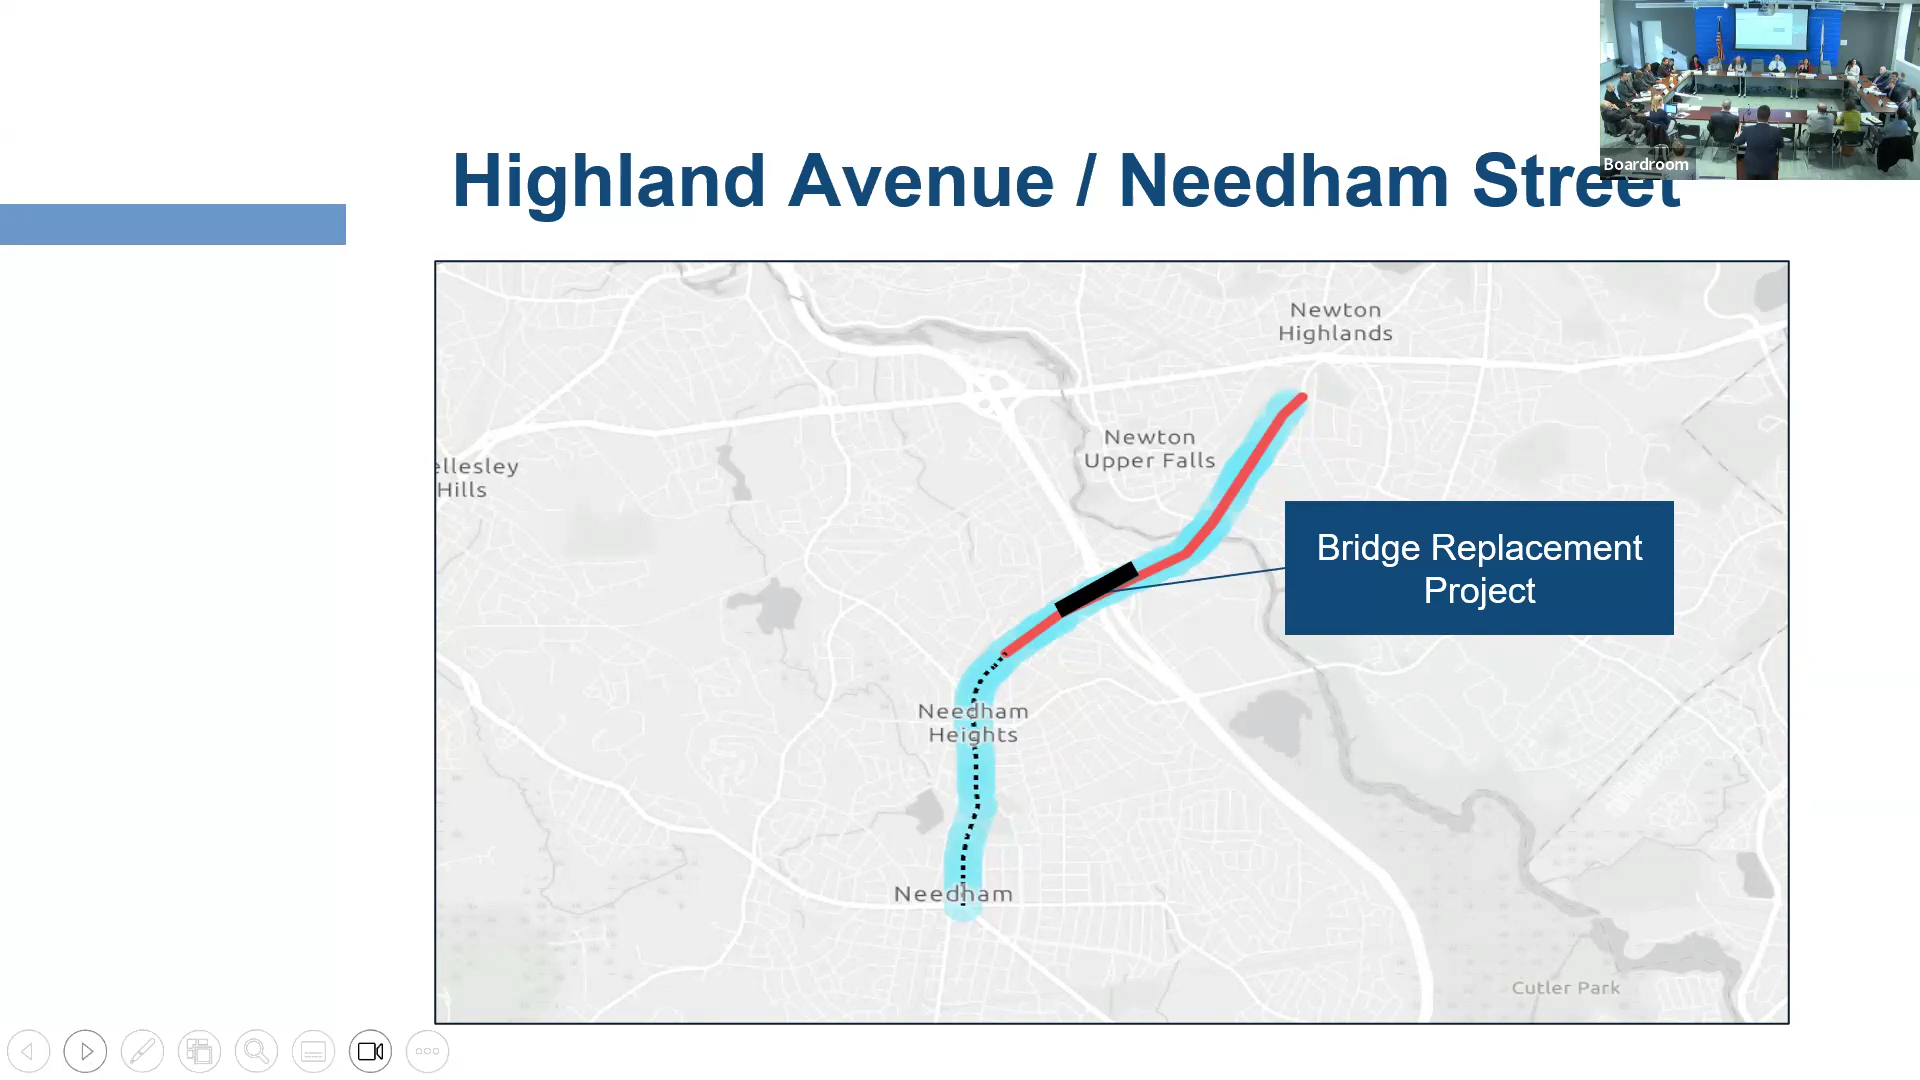 Boardroom
Highland Avenue / Needham Street
Newton
Highlands
Newton
Upper Falls
ellesley
Hills
Bridge Replacement
Project
Needham
Heights
Needham
Cutler Park